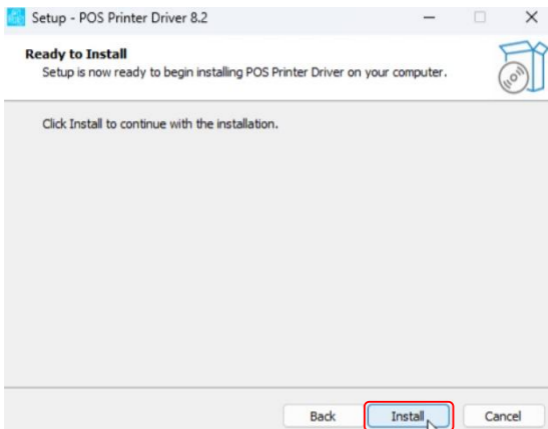 Setup - POS Printer Driver 8.2
Ready to Install
Setup is now ready to begin installing POS Printer Driver on your computer.
Click Install to continue with the installation.
Back Install Cancel